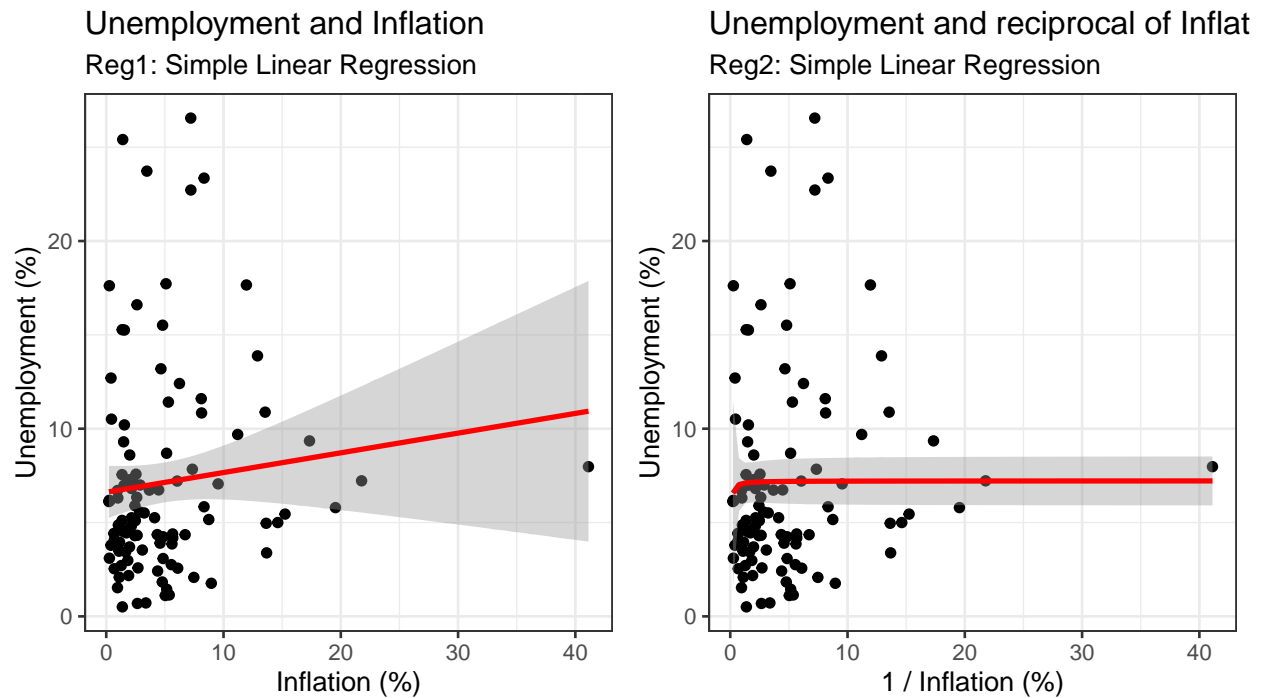 Unemployment and Inflation
Reg1: Simple Linear Regression
Unemployment (%)
20
10
0
0 10 20 30 40
Inflation (%)
Unemployment and reciprocal of Inflat
Reg2: Simple Linear Regression
Unemployment (%)
20
10
0
0 10 20 30 40
1 / Inflation (%)